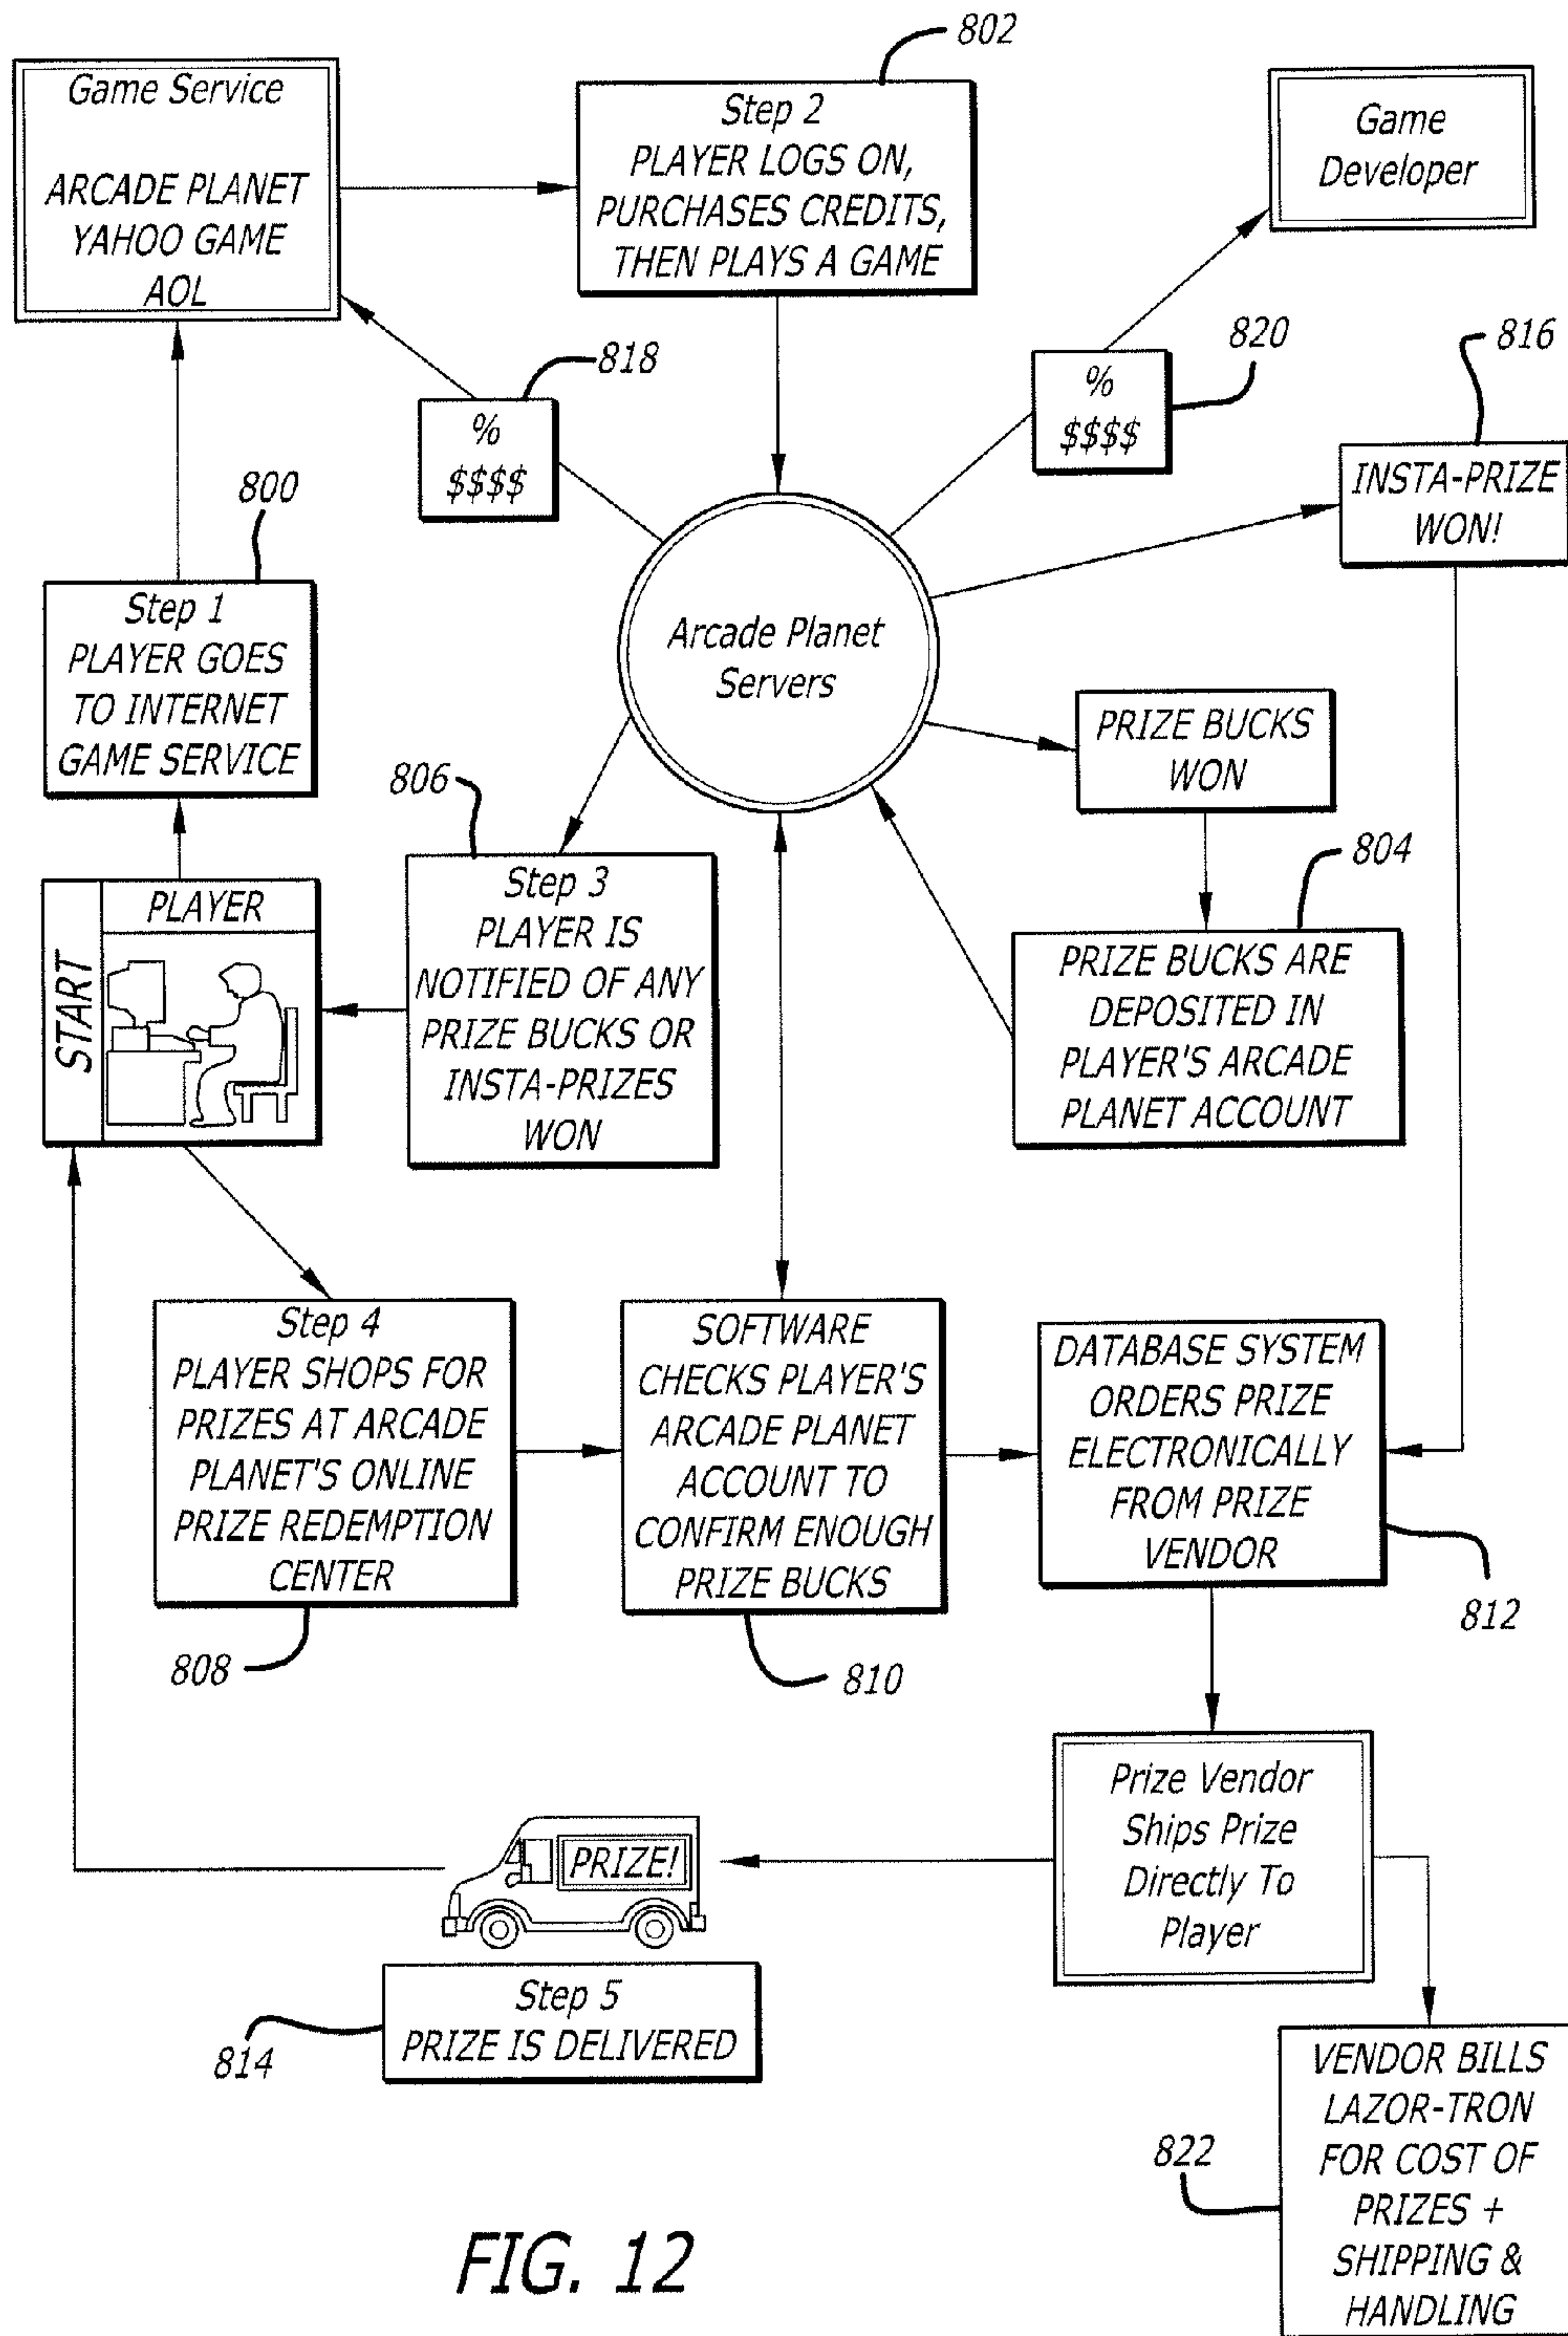 802
Game Service
ARCADE PLANET
YAHOO GAME
AOL
Step 2
PLAYER LOGS ON,
PURCHASES CREDITS,
THEN PLAYS A GAME
Game
Developer
818
%
$$$$
820
%
$$$$
816
INSTA-PRIZE
WON!
800
Step 1
PLAYER GOES
TO INTERNET
GAME SERVICE
Arcade Planet
Servers
PRIZE BUCKS
WON
806
Step 3
PLAYER IS
NOTIFIED OF ANY
PRIZE BUCKS OR
INSTA-PRIZES
WON
804
PRIZE BUCKS ARE
DEPOSITED IN
PLAYER'S ARCADE
PLANET ACCOUNT
START
PLAYER
Step 4
PLAYER SHOPS FOR
PRIZES AT ARCADE
PLANET'S ONLINE
PRIZE REDEMPTION
CENTER
808
SOFTWARE
CHECKS PLAYER'S
ARCADE PLANET
ACCOUNT TO
CONFIRM ENOUGH
PRIZE BUCKS
810
DATABASE SYSTEM
ORDERS PRIZE
ELECTRONICALLY
FROM PRIZE
VENDOR
812
Prize Vendor
Ships Prize
Directly To
Player
PRIZE!
Step 5
PRIZE IS DELIVERED
814
VENDOR BILLS
LAZOR-TRON
FOR COST OF
PRIZES +
SHIPPING &
HANDLING
822
FIG. 12